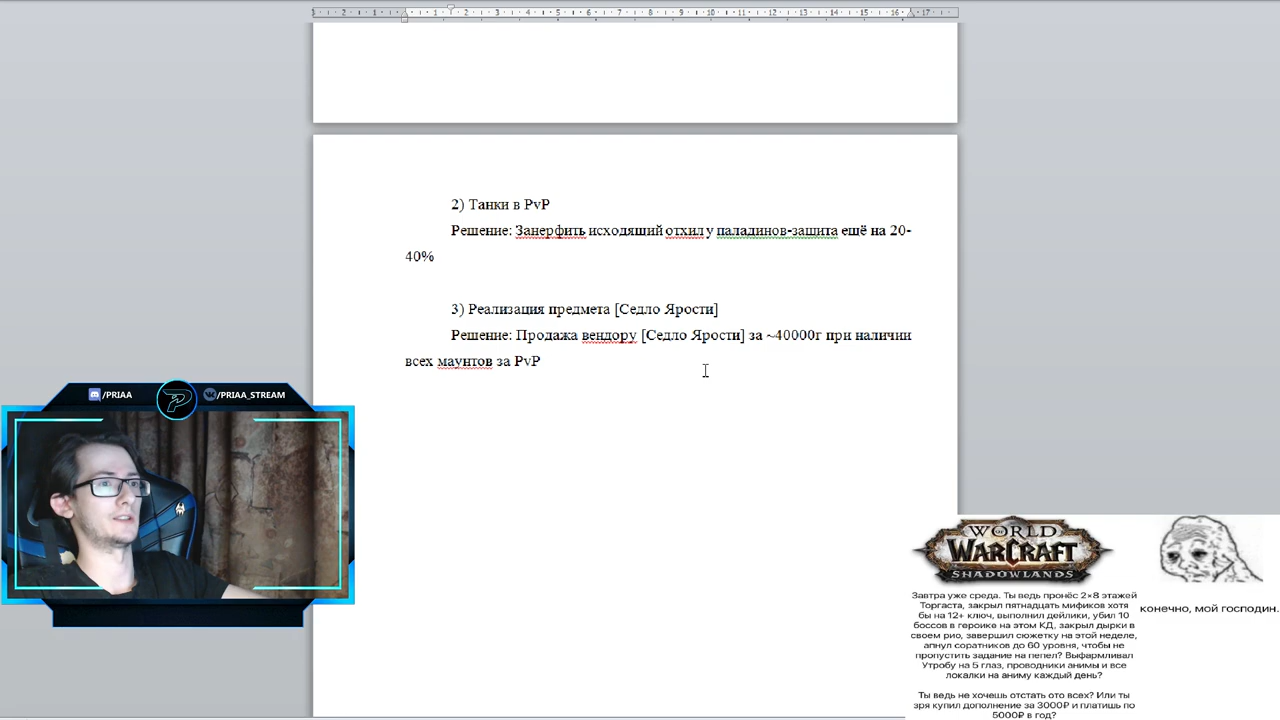 2) Танки в PvP
Решение: Занерфить исходящий отхил у паладинов-защита ещё на 20-
40%
3) Реализация предмета [Седло Ярости]
Решение: Продажа вендору [Седло Ярости] за ~40000г при наличии
всех маунтов за PvP
/PRIAA
/PRIAA_STREAM
WORLD
OF
WARCRAFT
SHADOWLANDS
Завтра уже среда. Ты ведь пронёс 2×8 этажей
Торгаста, закрыл пятнадцать мификов хотя
бы на 12+ ключ, выполнил дейлики, убил 10
боссов в героике на этом КД, закрыл дырки в
своем рио, завершил сюжетку на этой неделе,
апнул соратников до 60 уровня, чтобы не
пропустить задание на пепел? Выфармливал
Утробу на 5 глаз, проводники анимы и все
локалки на аниму каждый день?
Ты ведь не хочешь отстать ото всех? Или ты
зря купил дополнение за 3000₽ и платишь по
5000₽ в год?
конечно, мой господин.